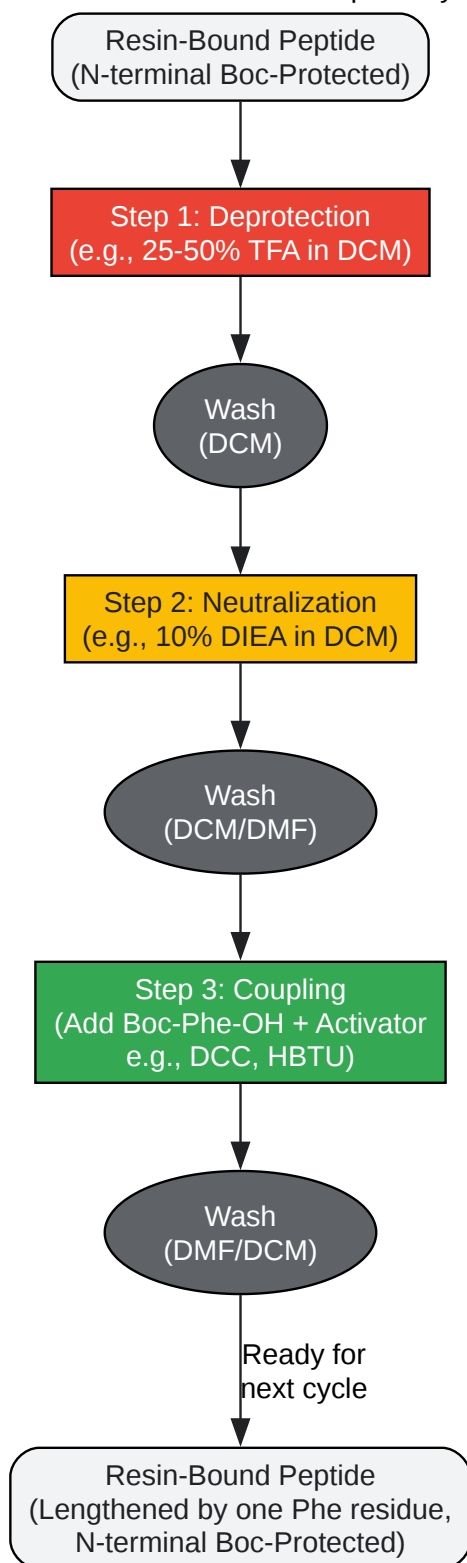 Resin-Bound Peptide
(N-terminal Boc-Protected)
Step 1: Deprotection
(e.g., 25-50% TFA in DCM)
Wash
(DCM)
Step 2: Neutralization
(e.g., 10% DIEA in DCM)
Wash
(DCM/DMF)
Step 3: Coupling
(Add Boc-Phe-OH + Activator
e.g., DCC, HBTU)
Wash
(DMF/DCM)
Ready for
next cycle
Resin-Bound Peptide
(Lengthened by one Phe residue,
N-terminal Boc-Protected)